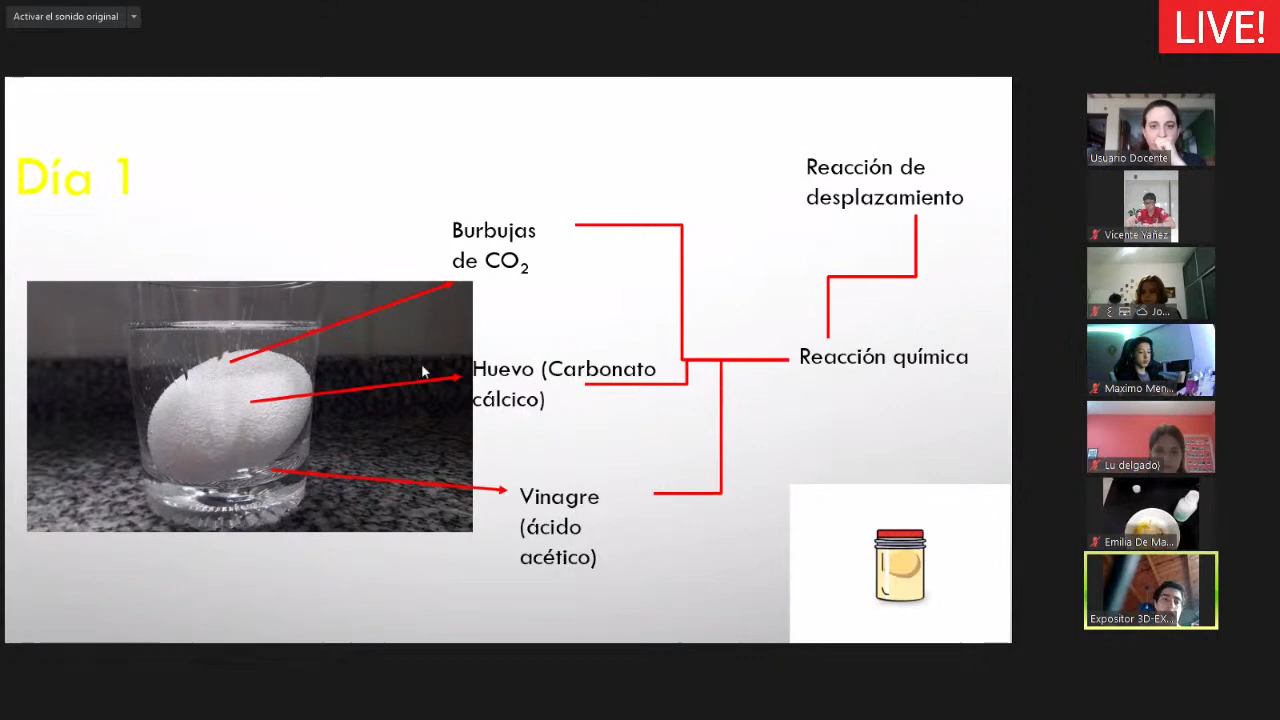 Activar el sonido original
LIVE!
Día 1
Reacción de
desplazamiento
Burbujas
de CO₂
Huevo (Carbonato
cálcico)
Reacción química
Vinagre
(ácido
acético)
Usuario Docente
Vicente Yañez
Jo...
Maximo Men...
Lu delgado)
Emilia De Ma...
Expositor 3D-EX...